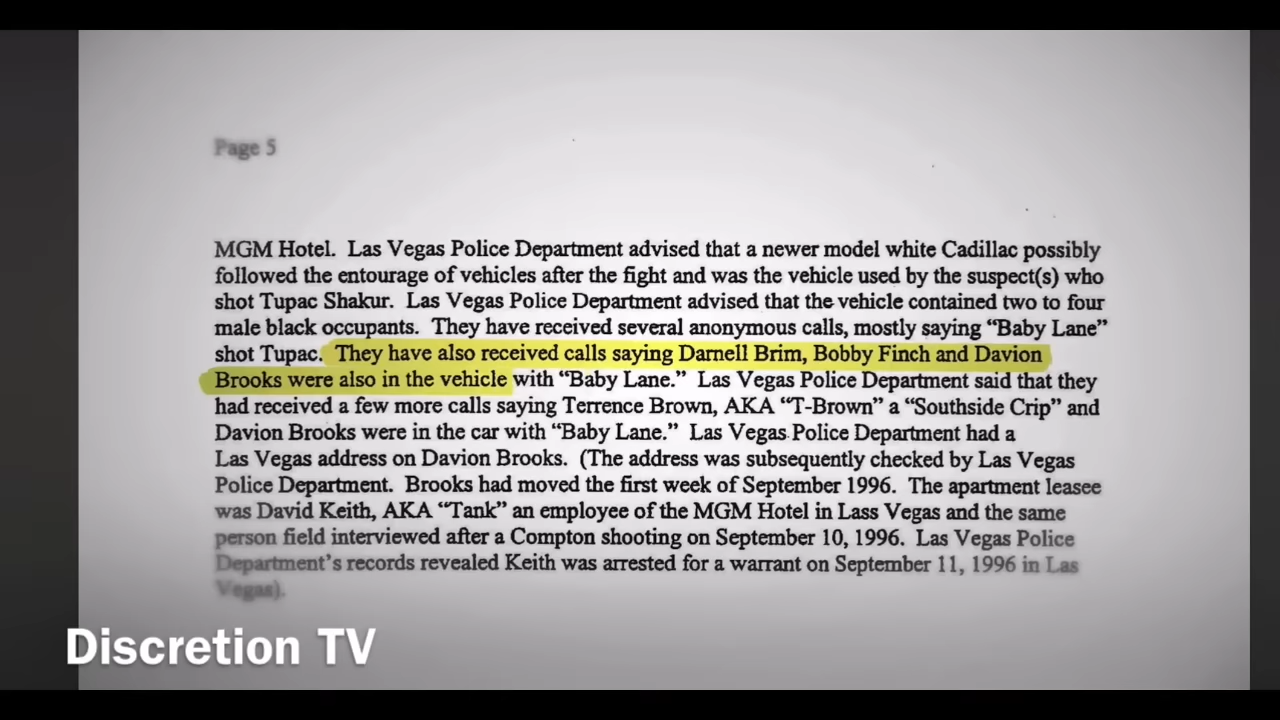 Page 5
MGM Hotel. Las Vegas Police Department advised that a newer model white Cadillac possibly
followed the entourage of vehicles after the fight and was the vehicle used by the suspect(s) who
shot Tupac Shakur. Las Vegas Police Department advised that the vehicle contained two to four
male black occupants. They have received several anonymous calls, mostly saying “Baby Lane”
shot Tupac. They have also received calls saying Darnell Brim, Bobby Finch and Davion
Brooks were also in the vehicle with “Baby Lane.” Las Vegas Police Department said that they
had received a few more calls saying Terrence Brown, AKA “T-Brown” a “Southside Crip” and
Davion Brooks were in the car with “Baby Lane.” Las Vegas Police Department had a
Las Vegas address on Davion Brooks. (The address was subsequently checked by Las Vegas
Police Department. Brooks had moved the first week of September 1996. The apartment leasee
was David Keith, AKA “Tank” an employee of the MGM Hotel in Lass Vegas and the same
person field interviewed after a Compton shooting on September 10, 1996. Las Vegas Police
Department’s records revealed Keith was arrested for a warrant on September 11, 1996 in Las
Vegas).
Discretion TV